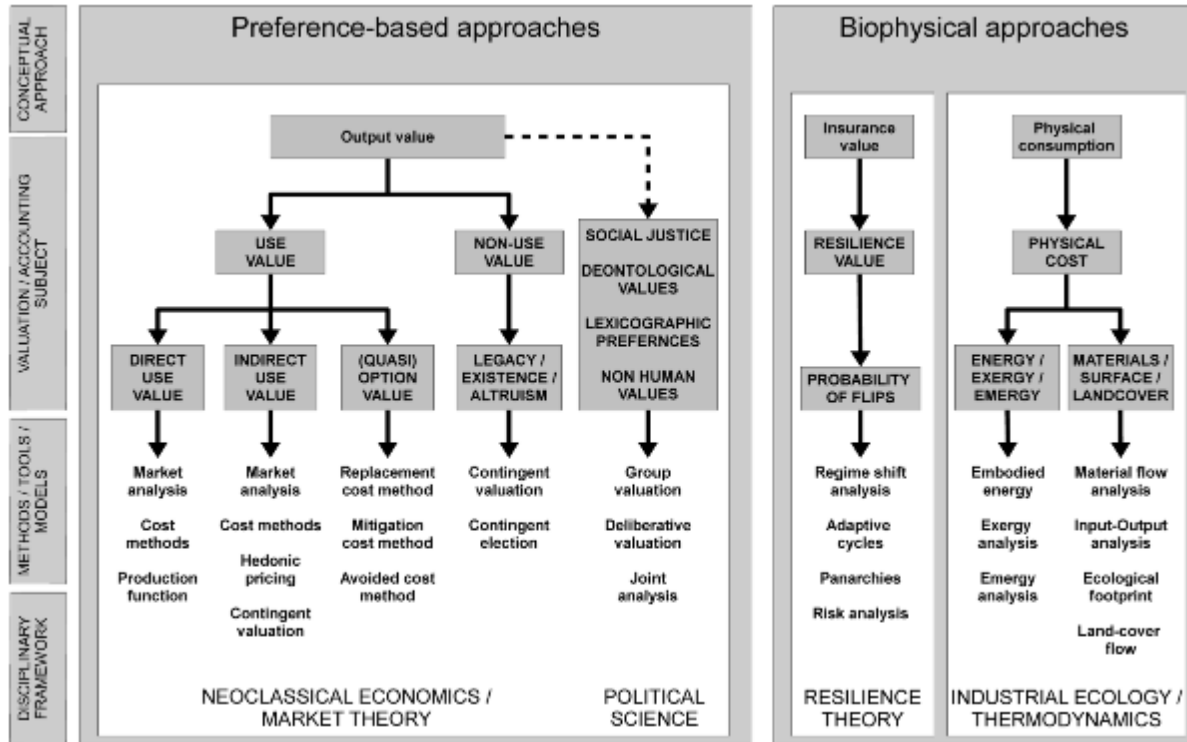 CONCEPTUAL
APPROACH
VALUATION / ACCOUNTING
SUBJECT
METHODS / TOOLS /
MODELS
DISCIPLINARY
FRAMEWORK
Preference-based approaches
Output value
USE
VALUE
NON-USE
VALUE
SOCIAL JUSTICE
DEONTOLOGICAL
VALUES
LEXICOGRAPHIC
PREFERNCES
NON HUMAN
VALUES
DIRECT
USE
VALUE
INDIRECT
USE
VALUE
(QUASI)
OPTION
VALUE
LEGACY /
EXISTENCE /
ALTRUISM
Market
analysis
Cost
methods
Production
function
Market
analysis
Cost methods
Hedonic
pricing
Contingent
valuation
Replacement
cost method
Mitigation
cost method
Avoided cost
method
Contingent
valuation
Contingent
election
Group
valuation
Deliberative
valuation
Joint
analysis
NEOCLASSICAL ECONOMICS /
MARKET THEORY
POLITICAL
SCIENCE
Biophysical approaches
Insurance
value
RESILIENCE
VALUE
PROBABILITY
OF FLIPS
Regime shift
analysis
Adaptive
cycles
Panarchies
Risk analysis
RESILIENCE
THEORY
Physical
consumption
PHYSICAL
COST
ENERGY /
EXERGY /
EMERGY
MATERIALS /
SURFACE /
LANDCOVER
Embodied
energy
Exergy
analysis
Emergy
analysis
Material flow
analysis
Input-Output
analysis
Ecological
footprint
Land-cover
flow
INDUSTRIAL ECOLOGY /
THERMODYNAMICS